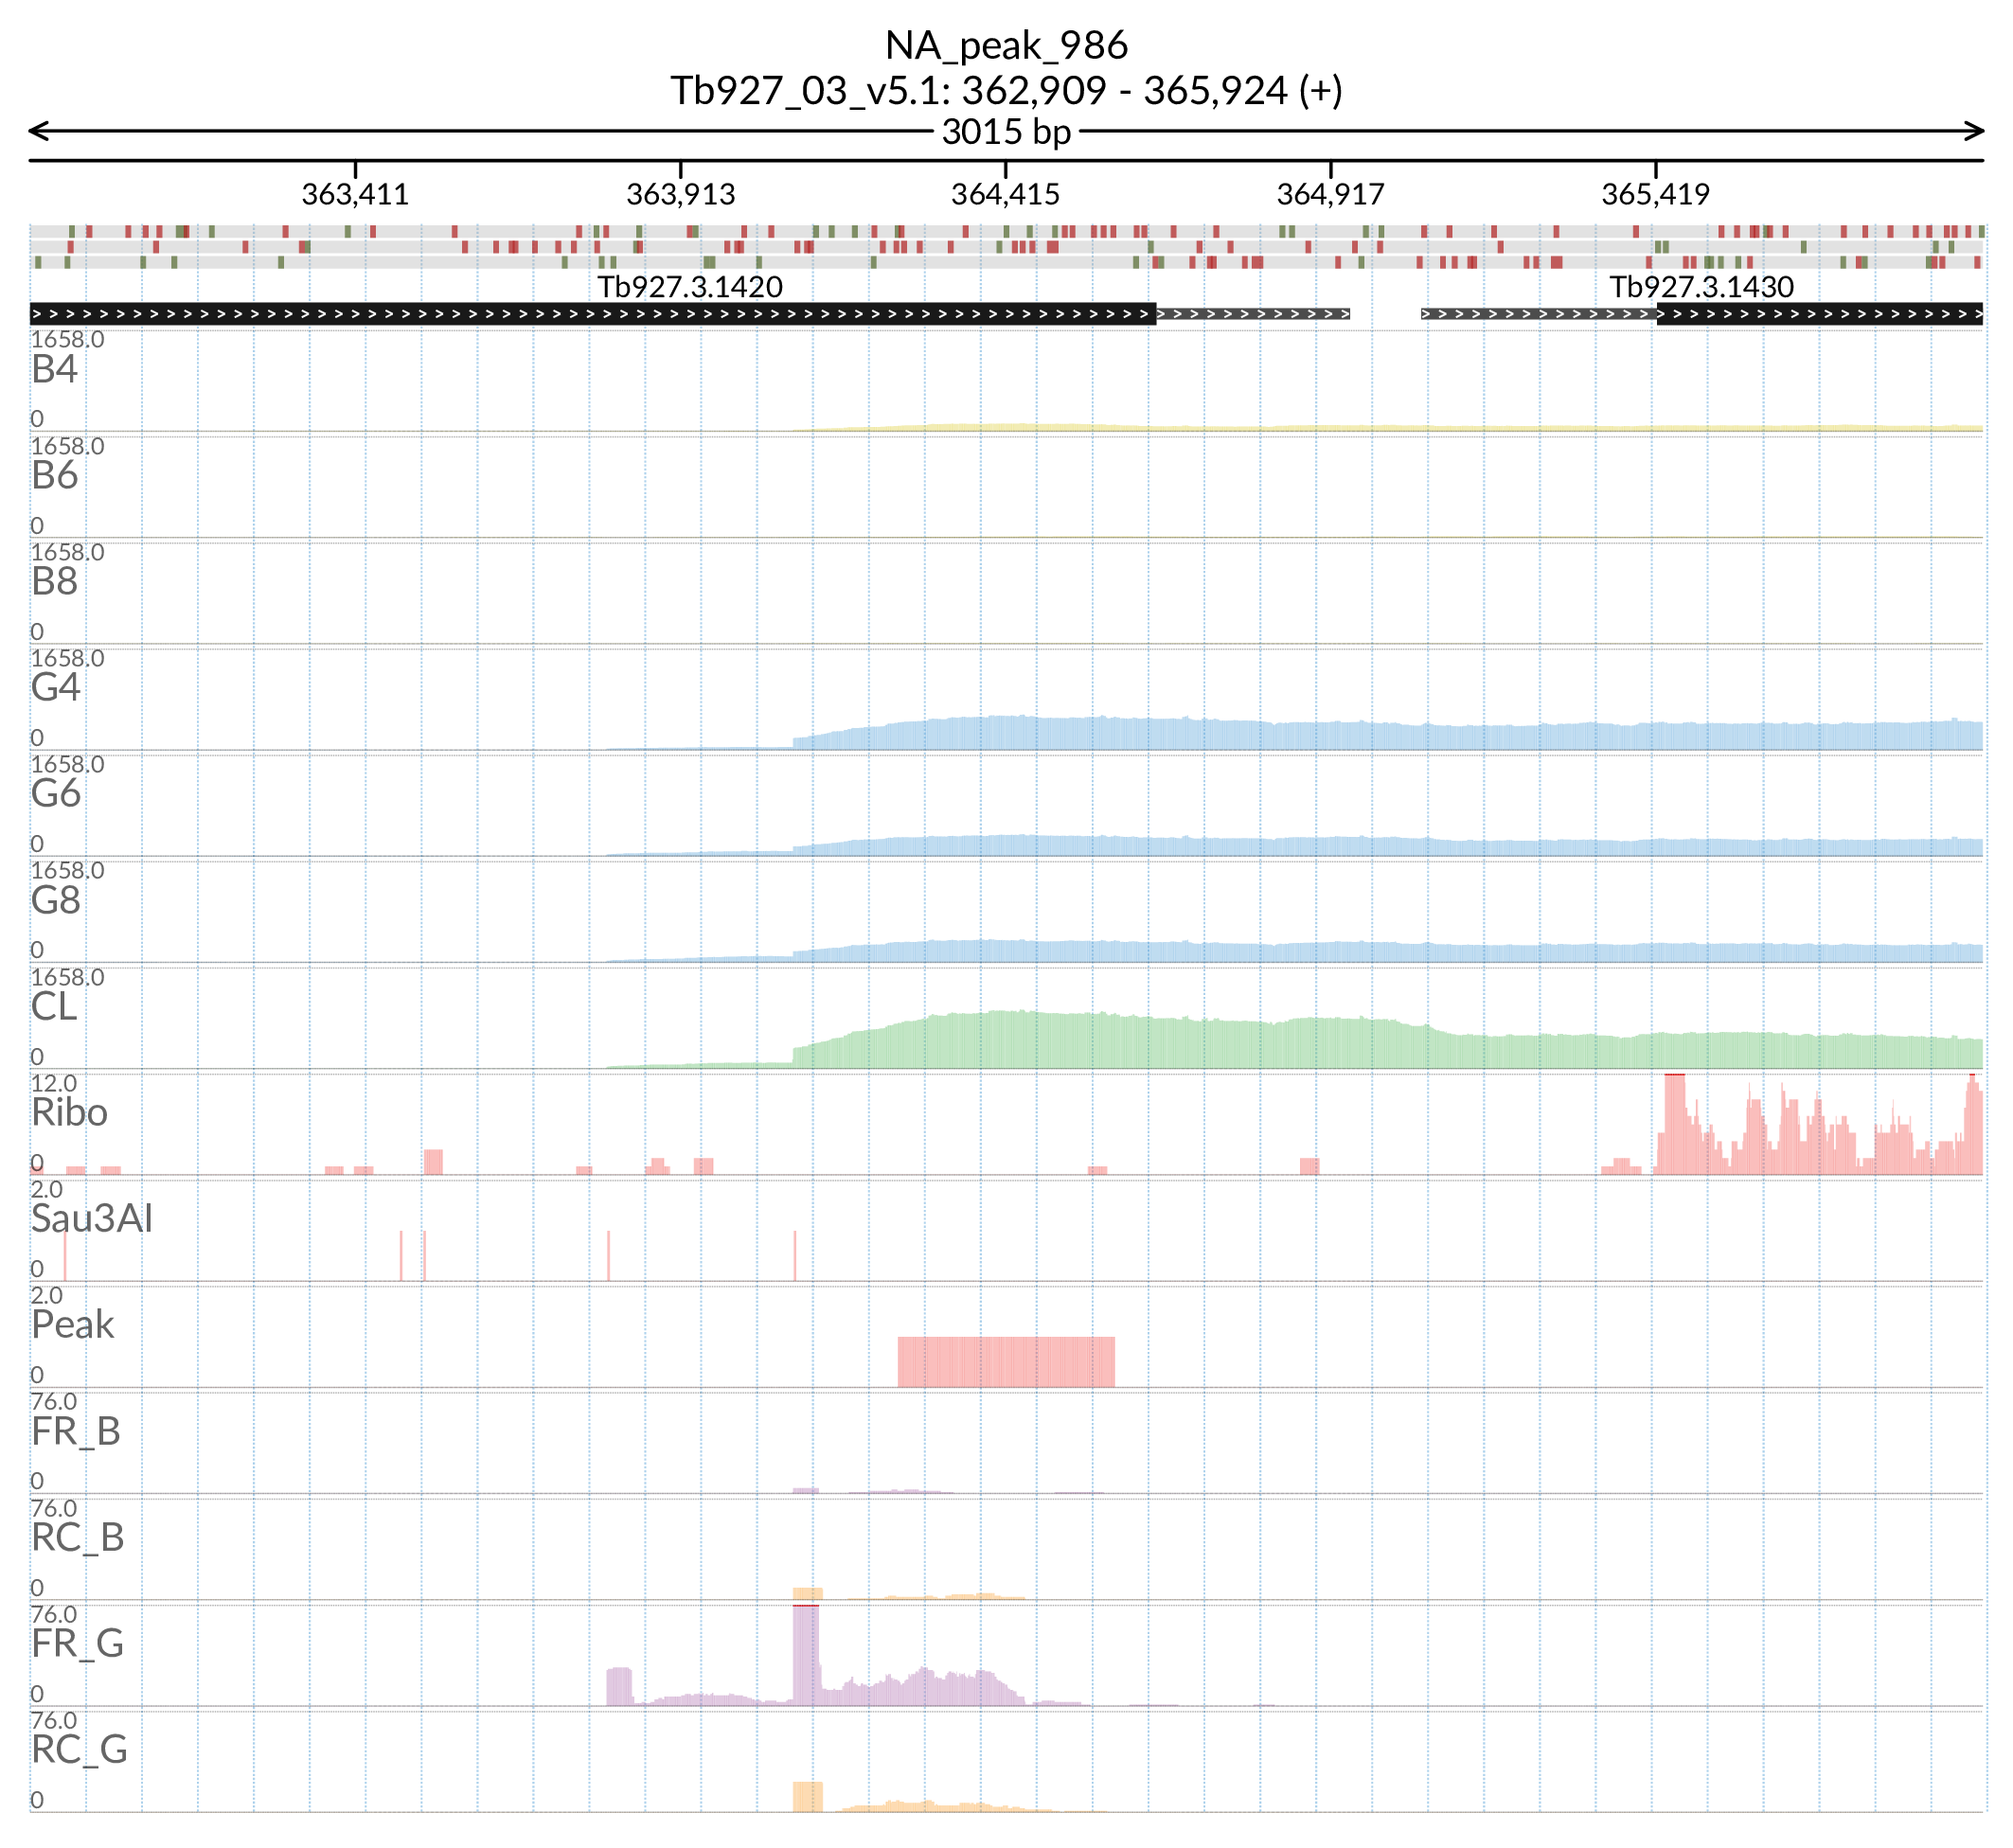 NA_peak_986
Tb927_03_v5.1: 362,909 - 365,924 (+)
3015 bp
363,411 363,913 364,415 364,917 365,419
Tb927.3.1420 Tb927.3.1430
1658.0
B4
0
1658.0
B6
0
1658.0
B8
0
1658.0
G4
0
1658.0
G6
0
1658.0
G8
0
1658.0
CL
0
12.0
Ribo
0
2.0
Sau3AI
0
2.0
Peak
0
76.0
FR_B
0
76.0
RC_B
0
76.0
FR_G
0
76.0
RC_G
0